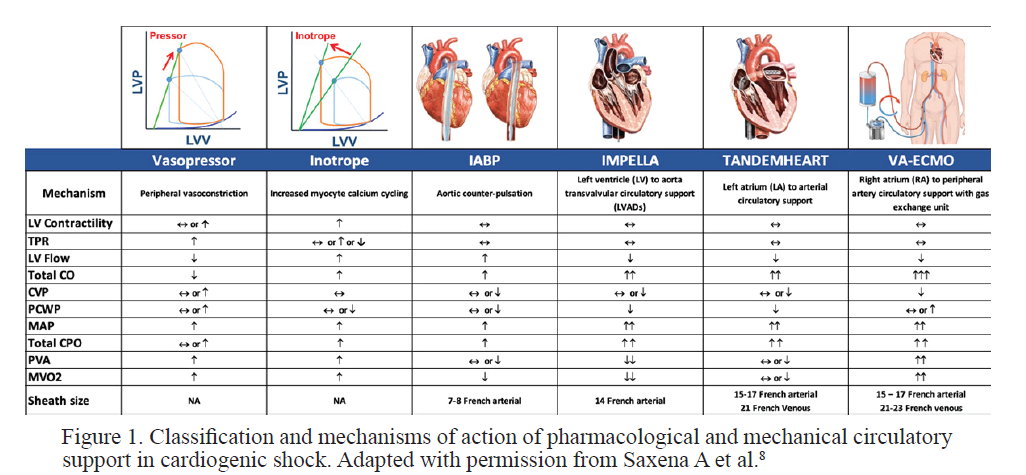 Pressor
LVP
LVV
Inotrope
LVP
LVV
Vasopressor Inotrope IABP IMPELLA TANDEMHEART VA-ECMO
Mechanism Peripheral vasoconstriction Increased myocyte calcium cycling Aortic counter-pulsation Left ventricle (LV) to aorta transvalvular circulatory support (LVADs) Left atrium (LA) to arterial circulatory support Right atrium (RA) to peripheral artery circulatory support with gas exchange unit
LV Contractility ↔ or ↑ ↑ ↔ ↔ ↔ ↔
TPR ↑ ↔ or ↑ or ↓ ↔ ↔ ↔ ↔
LV Flow ↓ ↑ ↑ ↓ ↓ ↓
Total CO ↓ ↑ ↑ ↑↑ ↑↑ ↑↑↑
CVP ↔ or ↑ ↔ ↔ or ↓ ↔ or ↓ ↔ or ↓ ↓
PCWP ↔ or ↑ ↔ or ↓ ↔ or ↓ ↓ ↓ ↔ or ↑
MAP ↑ ↑ ↑ ↑↑ ↑↑ ↑↑
Total CPO ↔ or ↑ ↑ ↑ ↑↑ ↑↑ ↑↑
PVA ↑ ↑ ↔ or ↓ ↓↓ ↔ or ↓ ↑↑
MVO2 ↑ ↑ ↓ ↓↓ ↔ or ↓ ↑↑
Sheath size NA NA 7-8 French arterial 14 French arterial 15-17 French arterial 21 French Venous 15 – 17 French arterial 21-23 French venous
Figure 1. Classification and mechanisms of action of pharmacological and mechanical circulatory
support in cardiogenic shock. Adapted with permission from Saxena A et al.⁸